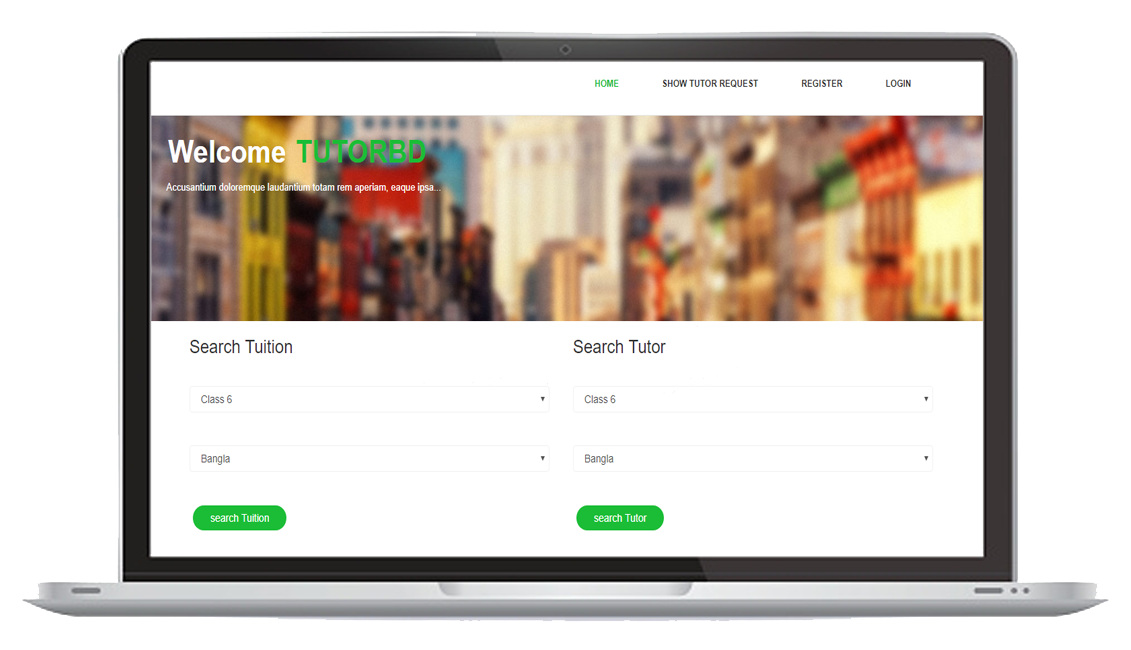 HOME SHOW TUTOR REQUEST REGISTER LOGIN
Welcome TUTORBD
Accusantium doloremque laudantium totam rem aperiam, eaque ipsa...
Search Tuition
Search Tutor
Class 6
Class 6
Bangla
Bangla
search Tuition
search Tutor